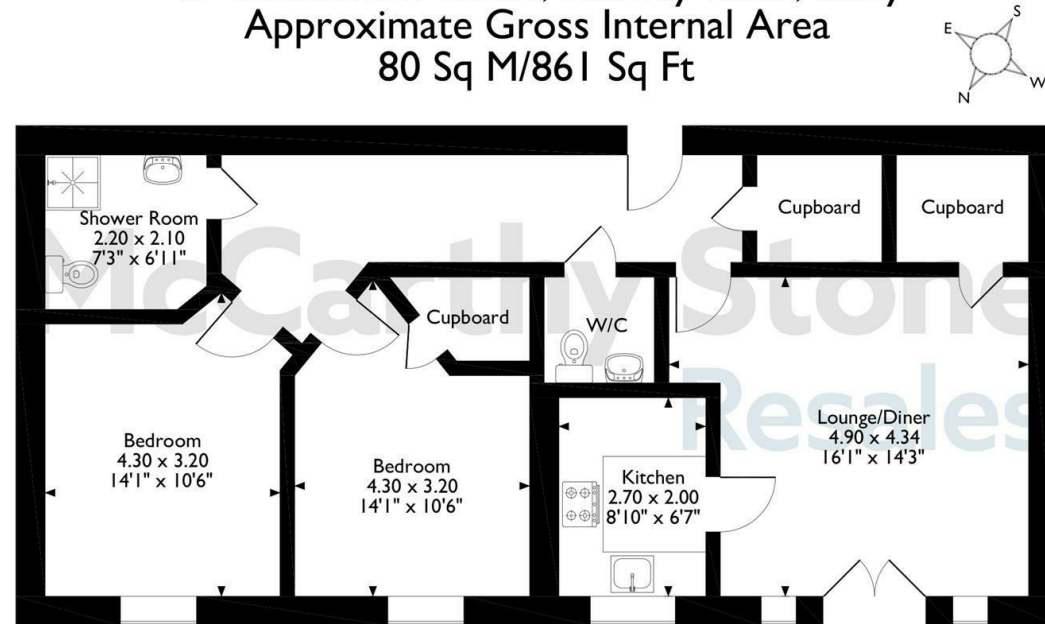 Approximate Gross Internal Area
80 Sq M/861 Sq Ft
S
E
W
N
Shower Room
2.20 x 2.10
7'3" x 6'11"
Cupboard
Cupboard
Cupboard
W/C
McCarthy Stone
Resales
Bedroom
4.30 x 3.20
14'1" x 10'6"
Bedroom
4.30 x 3.20
14'1" x 10'6"
Kitchen
2.70 x 2.00
8'10" x 6'7"
Lounge/Diner
4.90 x 4.34
16'1" x 14'3"